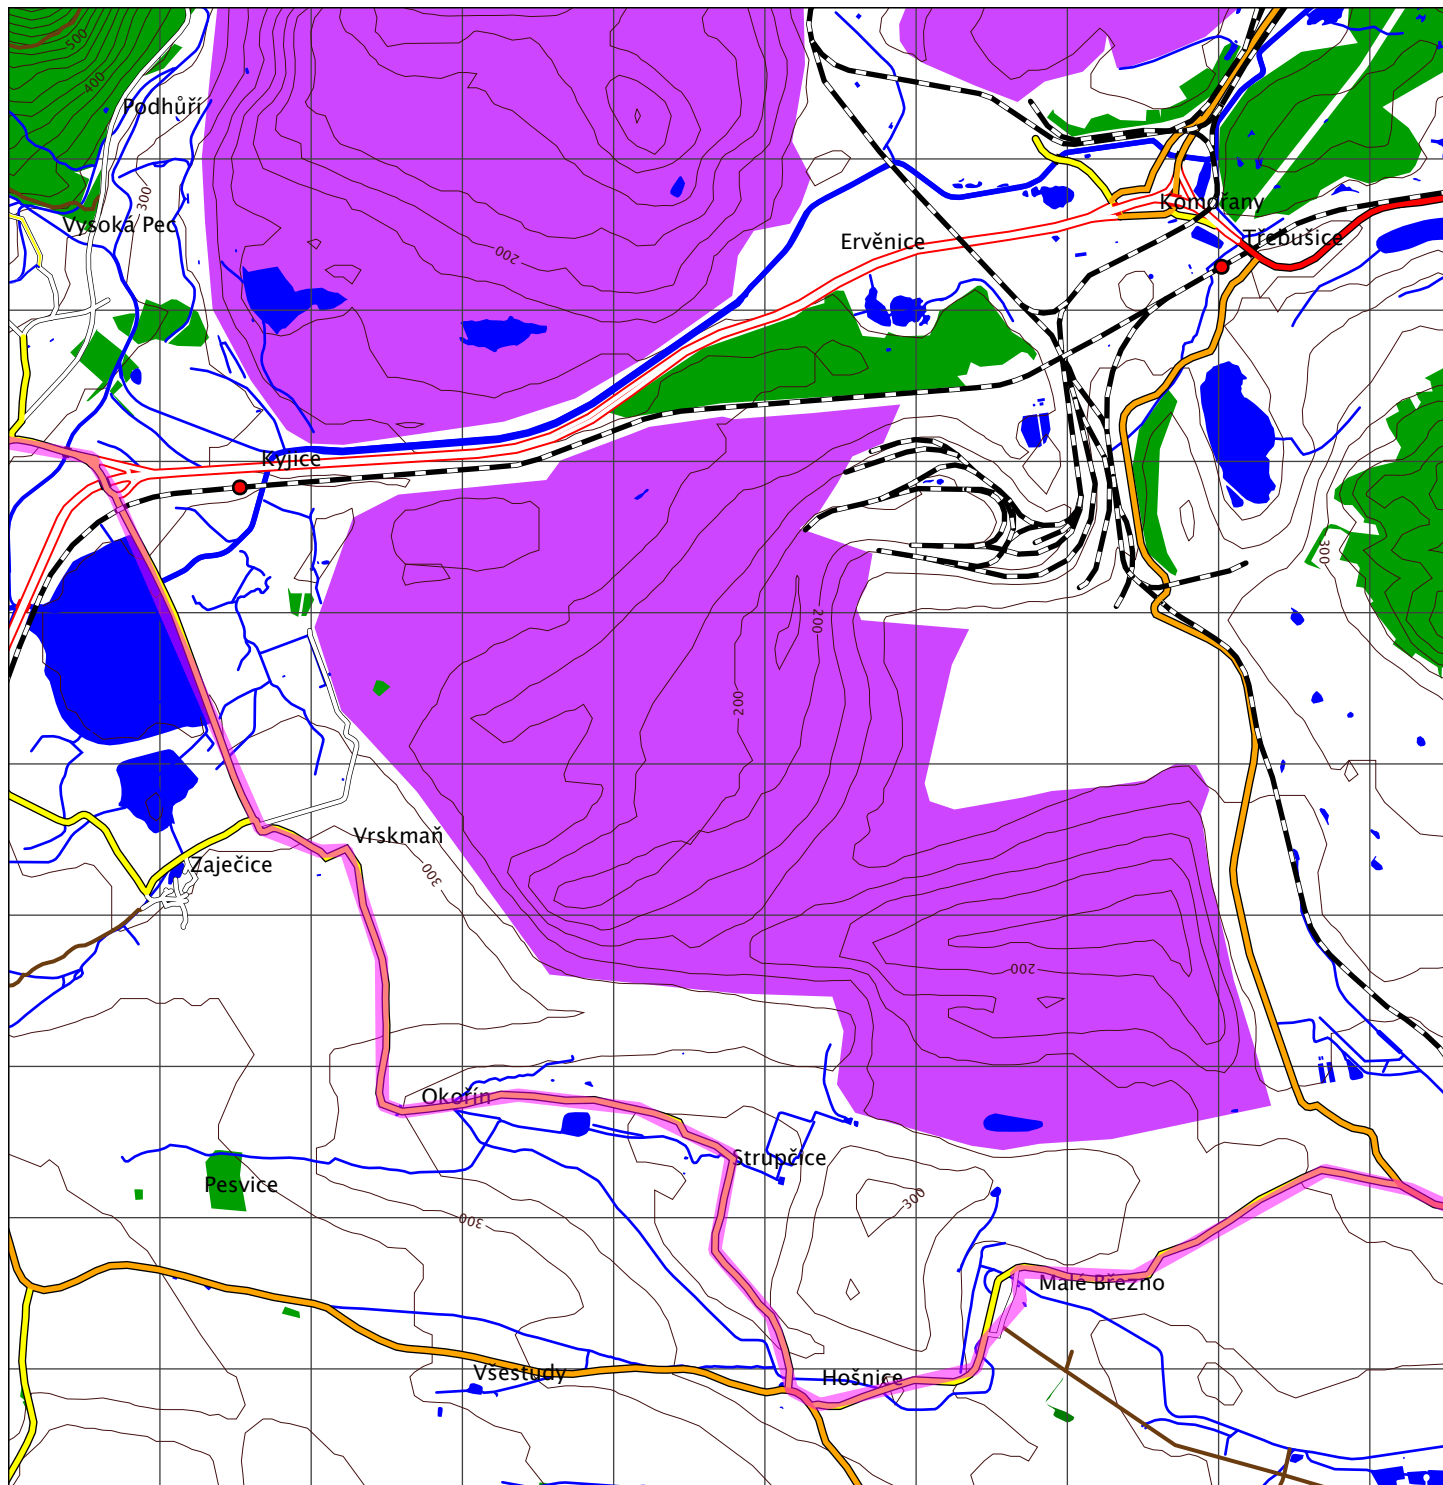 500
400
Podhůří
300
Vysoká Pec
Komořany
Třebušice
Ervěnice
200
Kyjice
300
200
200
Vrskmaň
Zaječice
300
200
Okořín
Strupčice
Pesvice
300
300
Malé Březno
Všestudy
Hošnice